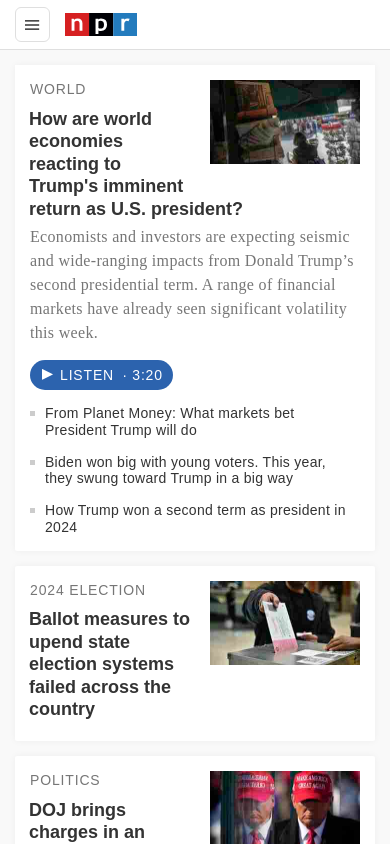 npr
WORLD
How are world
economies
reacting to
Trump's imminent
return as U.S. president?
Economists and investors are expecting seismic
and wide-ranging impacts from Donald Trump’s
second presidential term. A range of financial
markets have already seen significant volatility
this week.
LISTEN · 3:20
From Planet Money: What markets bet
President Trump will do
Biden won big with young voters. This year,
they swung toward Trump in a big way
How Trump won a second term as president in
2024
2024 ELECTION
Ballot measures to
upend state
election systems
failed across the
country
POLITICS
DOJ brings
charges in an
MAKE AMERICA
GREAT AGAIN